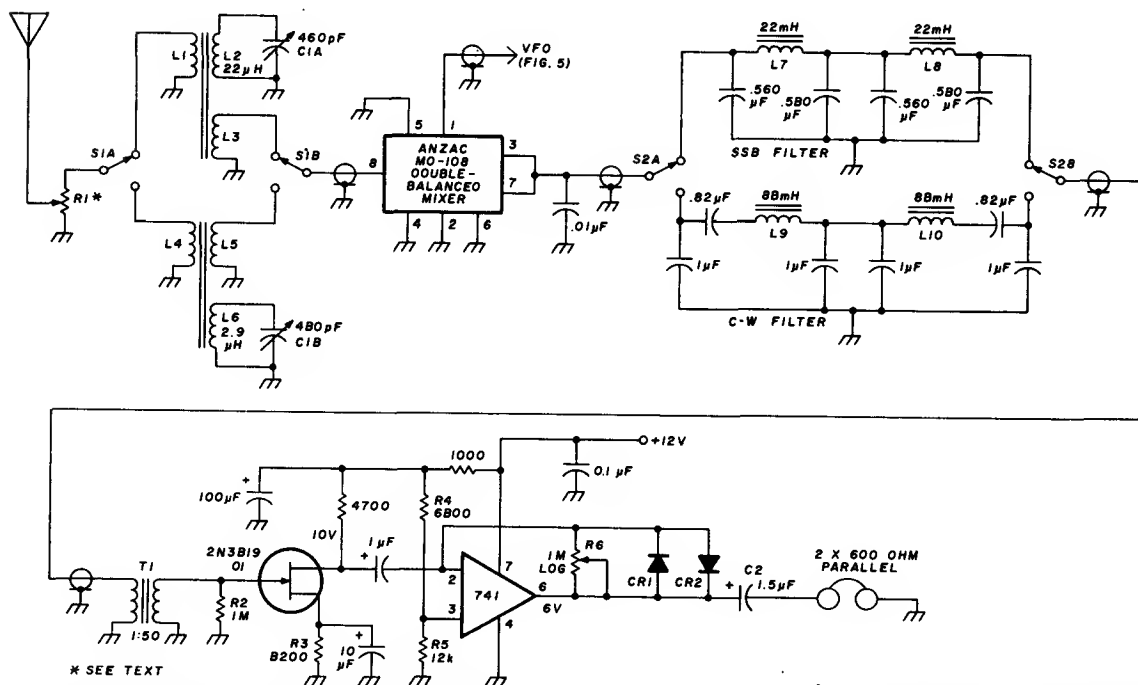 L1
L2
22µH
460pF
C1A
L3
S1A
R1*
S1B
L4
L5
L6
2.9
µH
480pF
C1B
VFO
(FIG. 5)
5
1
8
ANZAC
MD-108
DOUBLE-
BALANCED
MIXER
3
7
4
2
6
.01µF
S2A
22mH
L7
22mH
L8
.560
µF
.580
µF
.560
µF
.580
µF
SSB FILTER
S2B
.82µF
88mH
L9
88mH
L10
.82µF
1µF
1µF
1µF
1µF
C-W FILTER
+12V
1000
0.1µF
100µF
+
4700
R4
6800
10V
2N3819
Q1
+
1µF
T1
1:50
R2
1M
R3
8200
+
10
µF
R5
12k
2
3
741
7
6
6V
4
1M
LOG
R6
CR1
CR2
C2
+
1.5µF
2 X 600 OHM
PARALLEL
* SEE TEXT